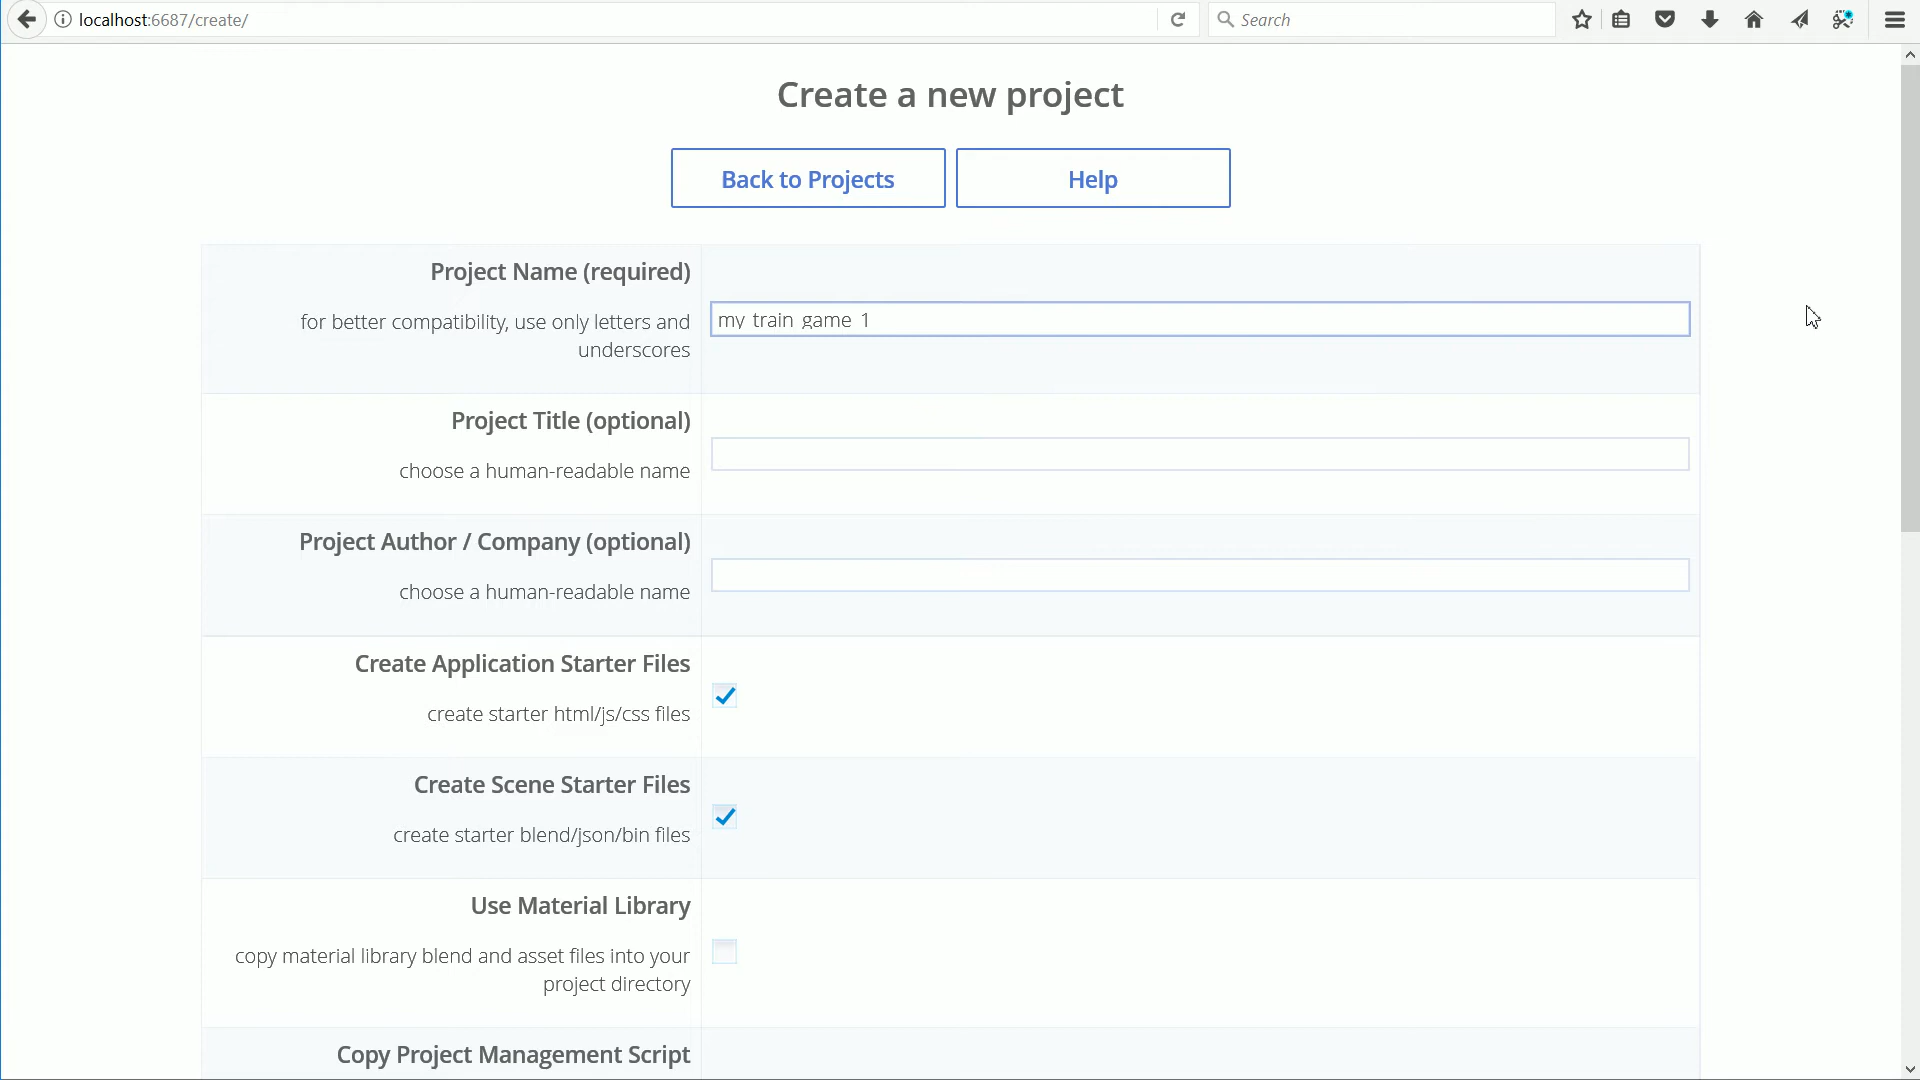 localhost:6687/create/
Search
Create a new project
Back to Projects
Help
Project Name (required)
for better compatibility, use only letters and
underscores
my_train_game_1
Project Title (optional)
choose a human-readable name
Project Author / Company (optional)
choose a human-readable name
Create Application Starter Files
create starter html/js/css files
Create Scene Starter Files
create starter blend/json/bin files
Use Material Library
copy material library blend and asset files into your
project directory
Copy Project Management Script